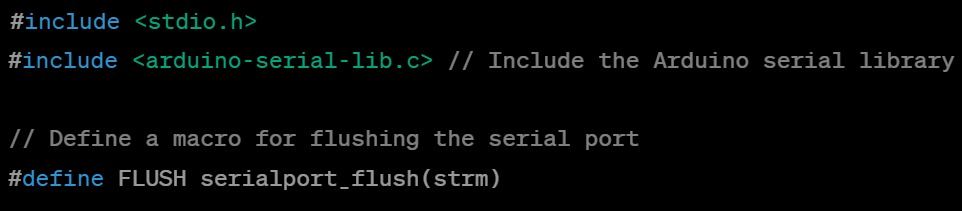 #include <stdio.h>
#include <arduino-serial-lib.c> // Include the Arduino serial library
// Define a macro for flushing the serial port
#define FLUSH serialport_flush(strm)